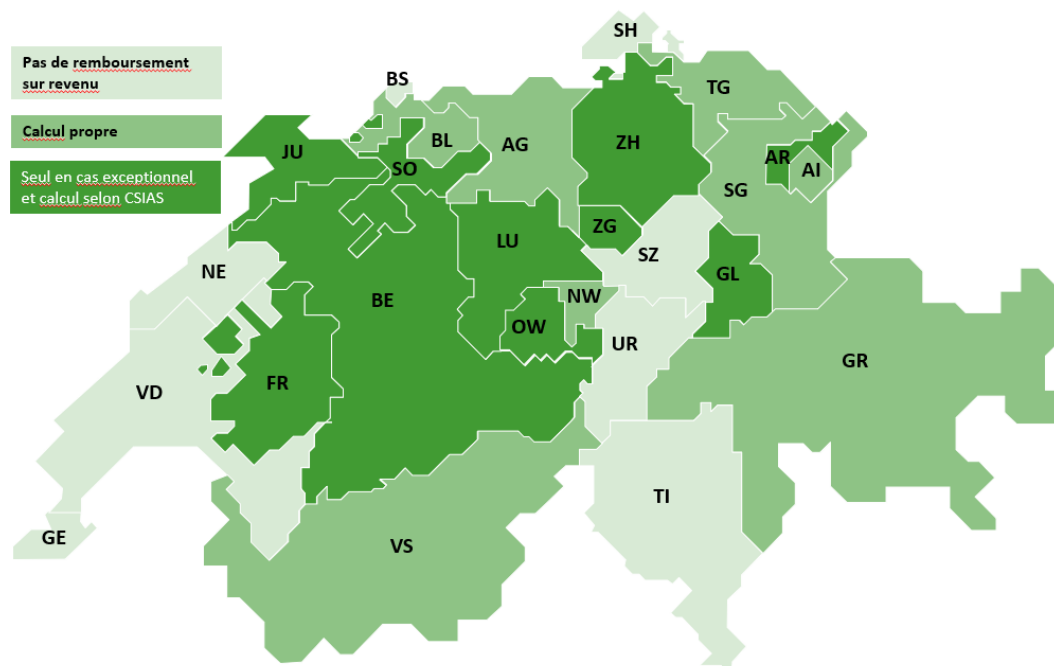 Pas de remboursement
sur revenu
Calcul propre
Seul en cas exceptionnel
et calcul selon CSIAS
SH
BS
TG
BL
AG
ZH
JU
SO
AR
AI
SG
ZG
LU
SZ
NE
GL
BE
NW
OW
UR
GR
VD
FR
TI
GE
VS